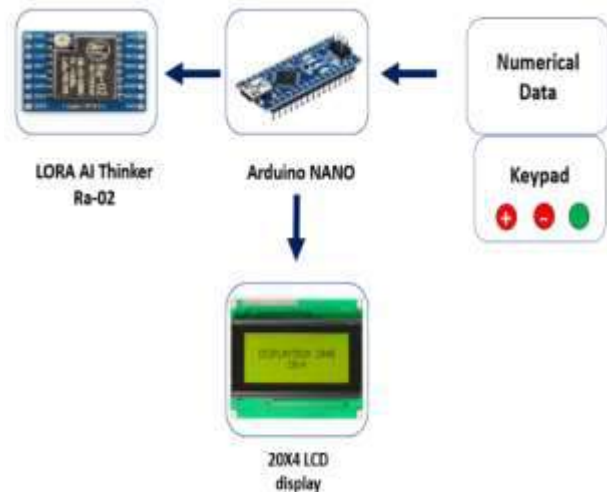 Numerical
Data
LORA AI Thinker
Ra-02
Arduino NANO
Keypad
+ - 
20X4 LCD
display